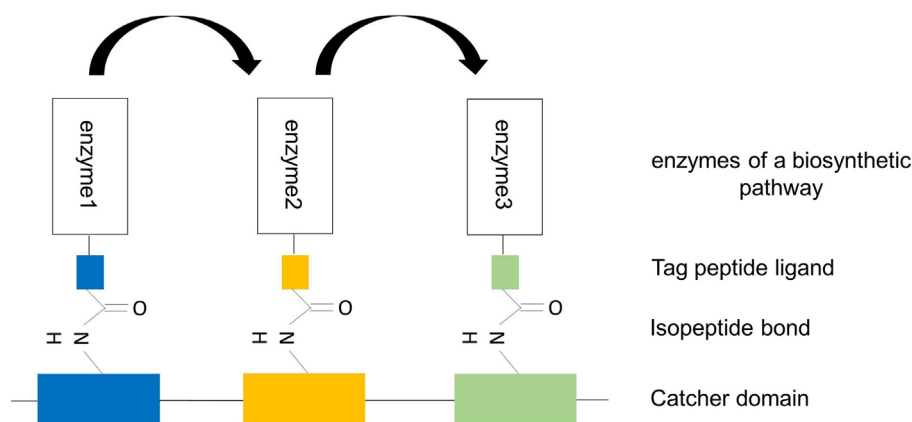 enzyme1
enzyme2
enzyme3
enzymes of a biosynthetic
pathway
Tag peptide ligand
O
O
O
H N
H N
H N
Isopeptide bond
Catcher domain